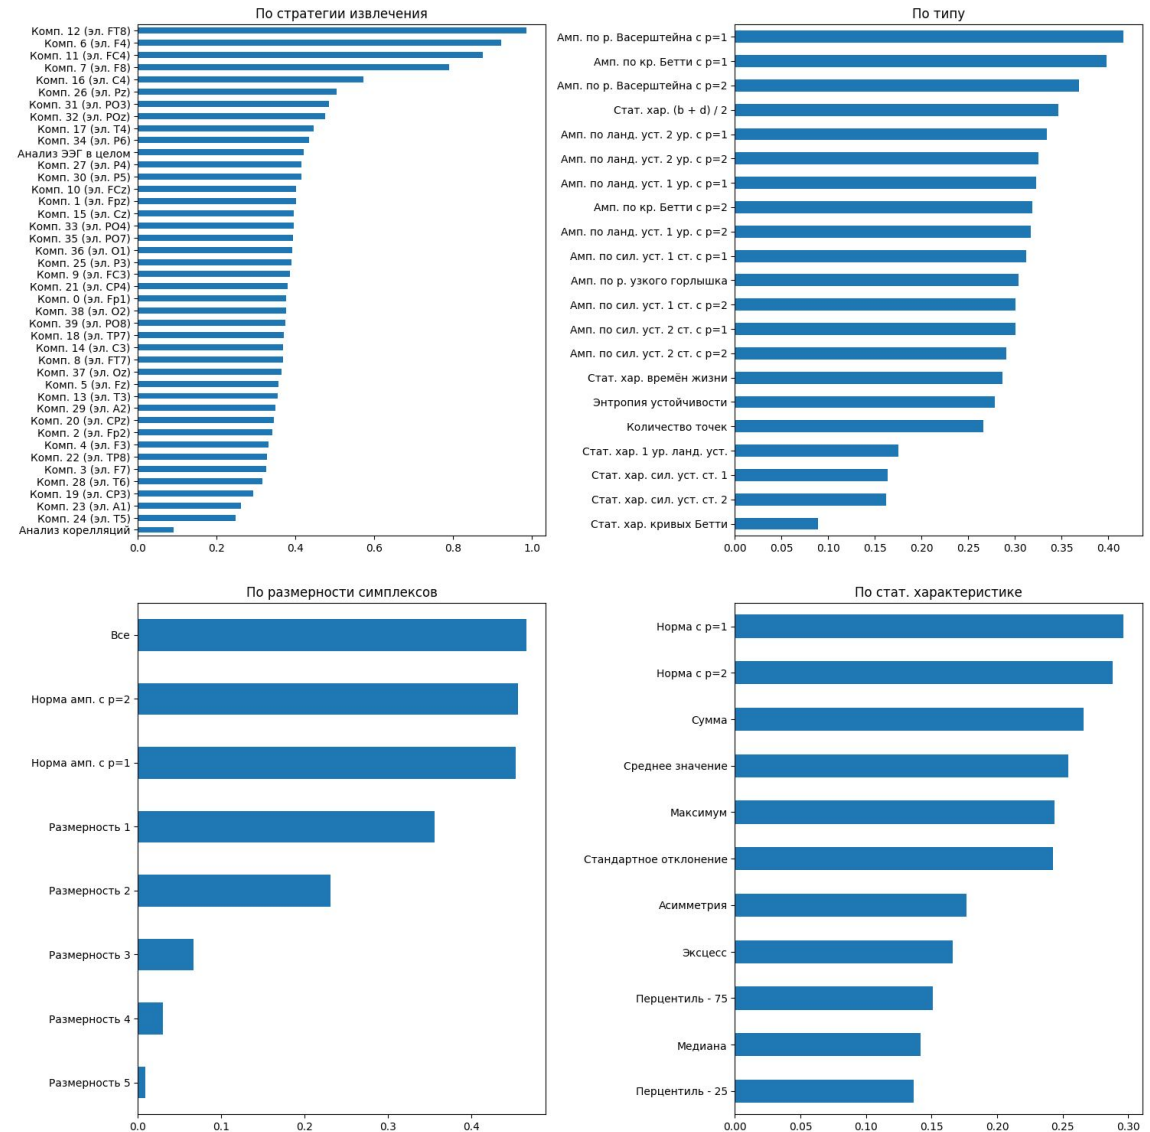 По стратегии извлечения
Комп. 12 (эл. FT8)
Комп. 6 (эл. F4)
Комп. 11 (эл. FC4)
Комп. 7 (эл. F8)
Комп. 16 (эл. C4)
Комп. 26 (эл. Pz)
Комп. 31 (эл. PO3)
Комп. 32 (эл. POz)
Комп. 17 (эл. T4)
Комп. 34 (эл. P6)
Анализ ЭЭГ в целом
Комп. 27 (эл. P4)
Комп. 30 (эл. P5)
Комп. 10 (эл. FCz)
Комп. 1 (эл. Fpz)
Комп. 15 (эл. Cz)
Комп. 33 (эл. PO4)
Комп. 35 (эл. PO7)
Комп. 36 (эл. O1)
Комп. 25 (эл. P3)
Комп. 9 (эл. FC3)
Комп. 21 (эл. CP4)
Комп. 0 (эл. Fp1)
Комп. 38 (эл. O2)
Комп. 39 (эл. PO8)
Комп. 18 (эл. TP7)
Комп. 14 (эл. C3)
Комп. 8 (эл. FT7)
Комп. 37 (эл. Oz)
Комп. 5 (эл. Fz)
Комп. 13 (эл. T3)
Комп. 29 (эл. A2)
Комп. 20 (эл. CPz)
Комп. 2 (эл. Fp2)
Комп. 4 (эл. F3)
Комп. 22 (эл. TP8)
Комп. 3 (эл. F7)
Комп. 28 (эл. T6)
Комп. 19 (эл. CP3)
Комп. 23 (эл. A1)
Комп. 24 (эл. T5)
Анализ корелляций
0.0 0.2 0.4 0.6 0.8 1.0
По типу
Амп. по р. Васерштейна с p=1
Амп. по кр. Бетти с p=1
Амп. по р. Васерштейна с p=2
Стат. хар. (b + d) / 2
Амп. по ланд. уст. 2 ур. с p=1
Амп. по ланд. уст. 2 ур. с p=2
Амп. по ланд. уст. 1 ур. с p=1
Амп. по кр. Бетти с p=2
Амп. по ланд. уст. 1 ур. с p=2
Амп. по сил. уст. 1 ст. с p=1
Амп. по р. узкого горлышка
Амп. по сил. уст. 1 ст. с p=2
Амп. по сил. уст. 2 ст. с p=1
Амп. по сил. уст. 2 ст. с p=2
Стат. хар. времён жизни
Энтропия устойчивости
Количество точек
Стат. хар. 1 ур. ланд. уст.
Стат. хар. сил. уст. ст. 1
Стат. хар. сил. уст. ст. 2
Стат. хар. кривых Бетти
0.00 0.05 0.10 0.15 0.20 0.25 0.30 0.35 0.40
По размерности симплексов
Все
Норма амп. с p=2
Норма амп. с p=1
Размерность 1
Размерность 2
Размерность 3
Размерность 4
Размерность 5
0.0 0.1 0.2 0.3 0.4
По стат. характеристике
Норма с p=1
Норма с p=2
Сумма
Среднее значение
Максимум
Стандартное отклонение
Асимметрия
Эксцесс
Перцентиль - 75
Медиана
Перцентиль - 25
0.00 0.05 0.10 0.15 0.20 0.25 0.30